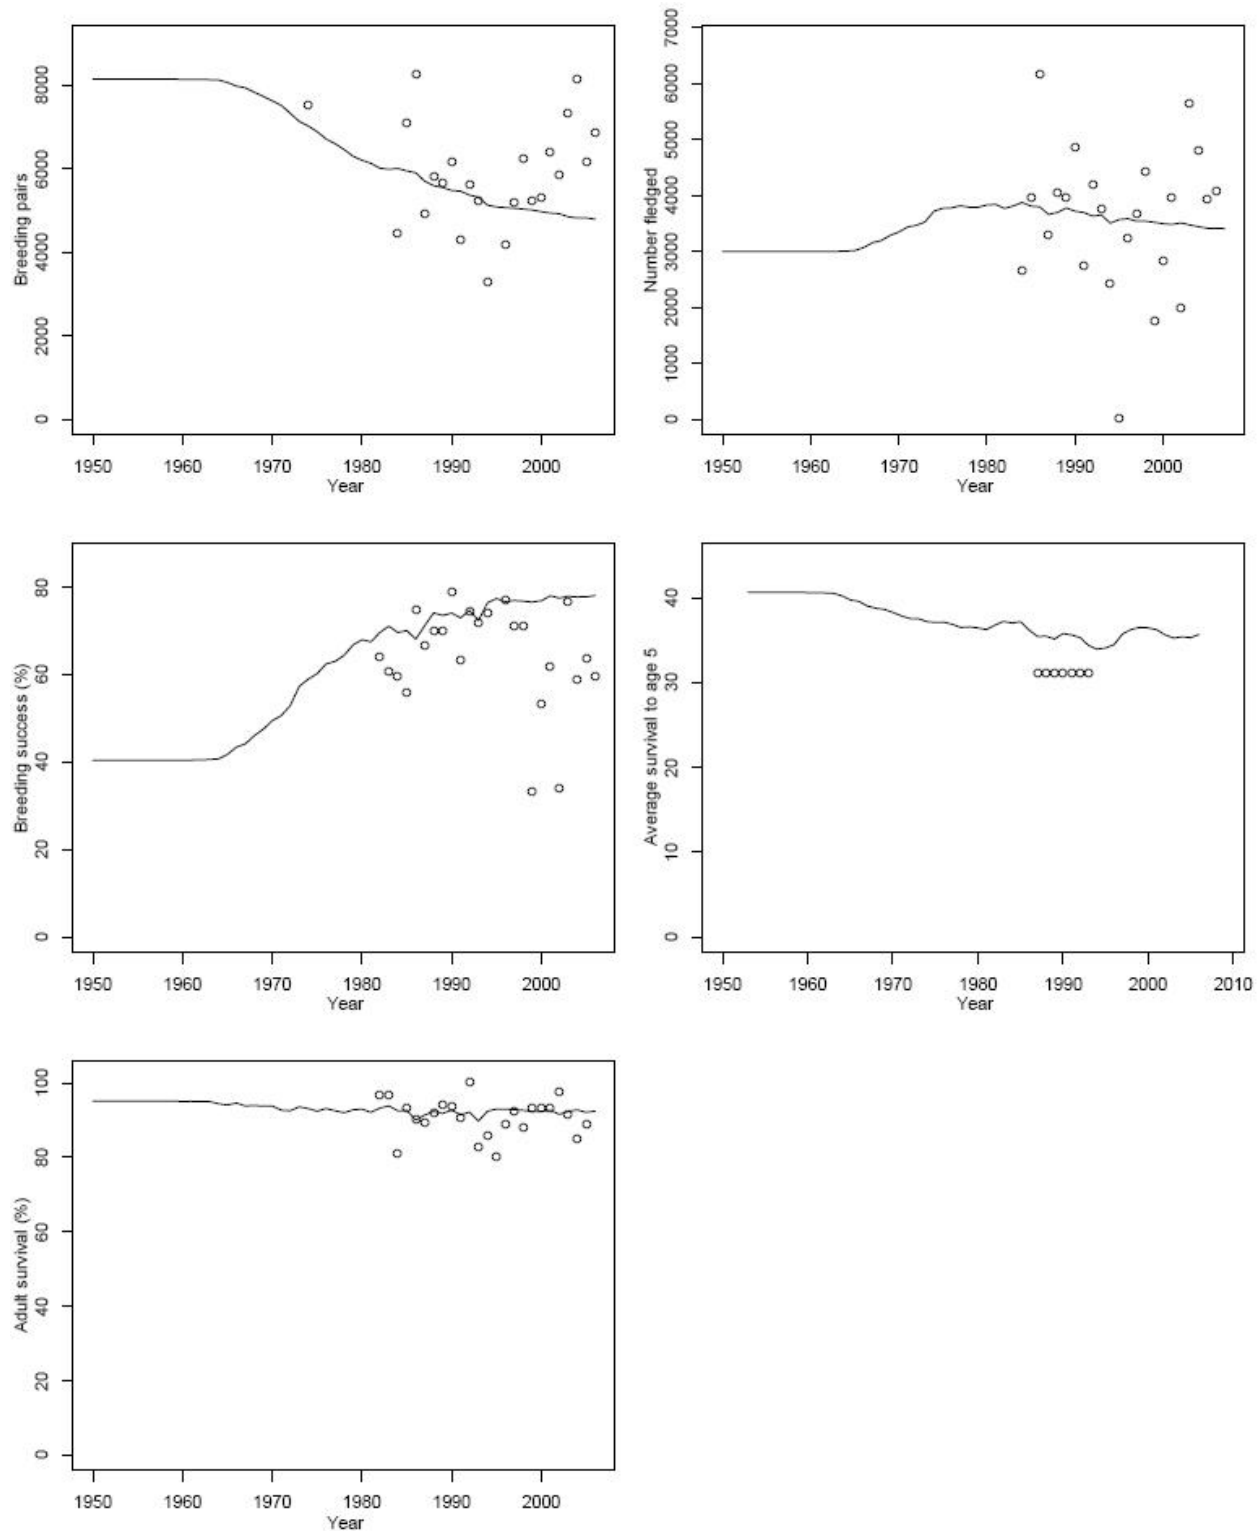 Breeding pairs
8000
6000
4000
2000
0
1950 1960 1970 1980 1990 2000
Year
Number fledged
7000
6000
5000
4000
3000
2000
1000
0
1950 1960 1970 1980 1990 2000
Year
Breeding success (%)
80
60
40
20
0
1950 1960 1970 1980 1990 2000
Year
Average survival to age 5
40
30
20
10
0
1950 1960 1970 1980 1990 2000 2010
Year
Adult survival (%)
100
80
60
40
20
0
1950 1960 1970 1980 1990 2000
Year